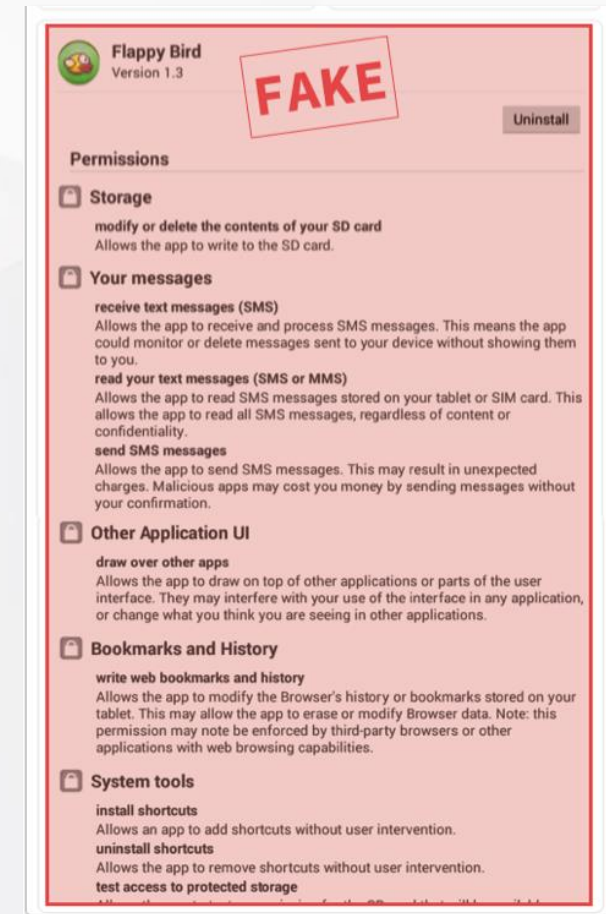 Flappy Bird
Version 1.3
FAKE
Uninstall
Permissions
Storage
modify or delete the contents of your SD card
Allows the app to write to the SD card.
Your messages
receive text messages (SMS)
Allows the app to receive and process SMS messages. This means the app
could monitor or delete messages sent to your device without showing them
to you.
read your text messages (SMS or MMS)
Allows the app to read SMS messages stored on your tablet or SIM card. This
allows the app to read all SMS messages, regardless of content or
confidentiality.
send SMS messages
Allows the app to send SMS messages. This may result in unexpected
charges. Malicious apps may cost you money by sending messages without
your confirmation.
Other Application UI
draw over other apps
Allows the app to draw on top of other applications or parts of the user
interface. They may interfere with your use of the interface in any application,
or change what you think you are seeing in other applications.
Bookmarks and History
write web bookmarks and history
Allows the app to modify the Browser's history or bookmarks stored on your
tablet. This may allow the app to erase or modify Browser data. Note: this
permission may note be enforced by third-party browsers or other
applications with web browsing capabilities.
System tools
install shortcuts
Allows an app to add shortcuts without user intervention.
uninstall shortcuts
Allows the app to remove shortcuts without user intervention.
test access to protected storage